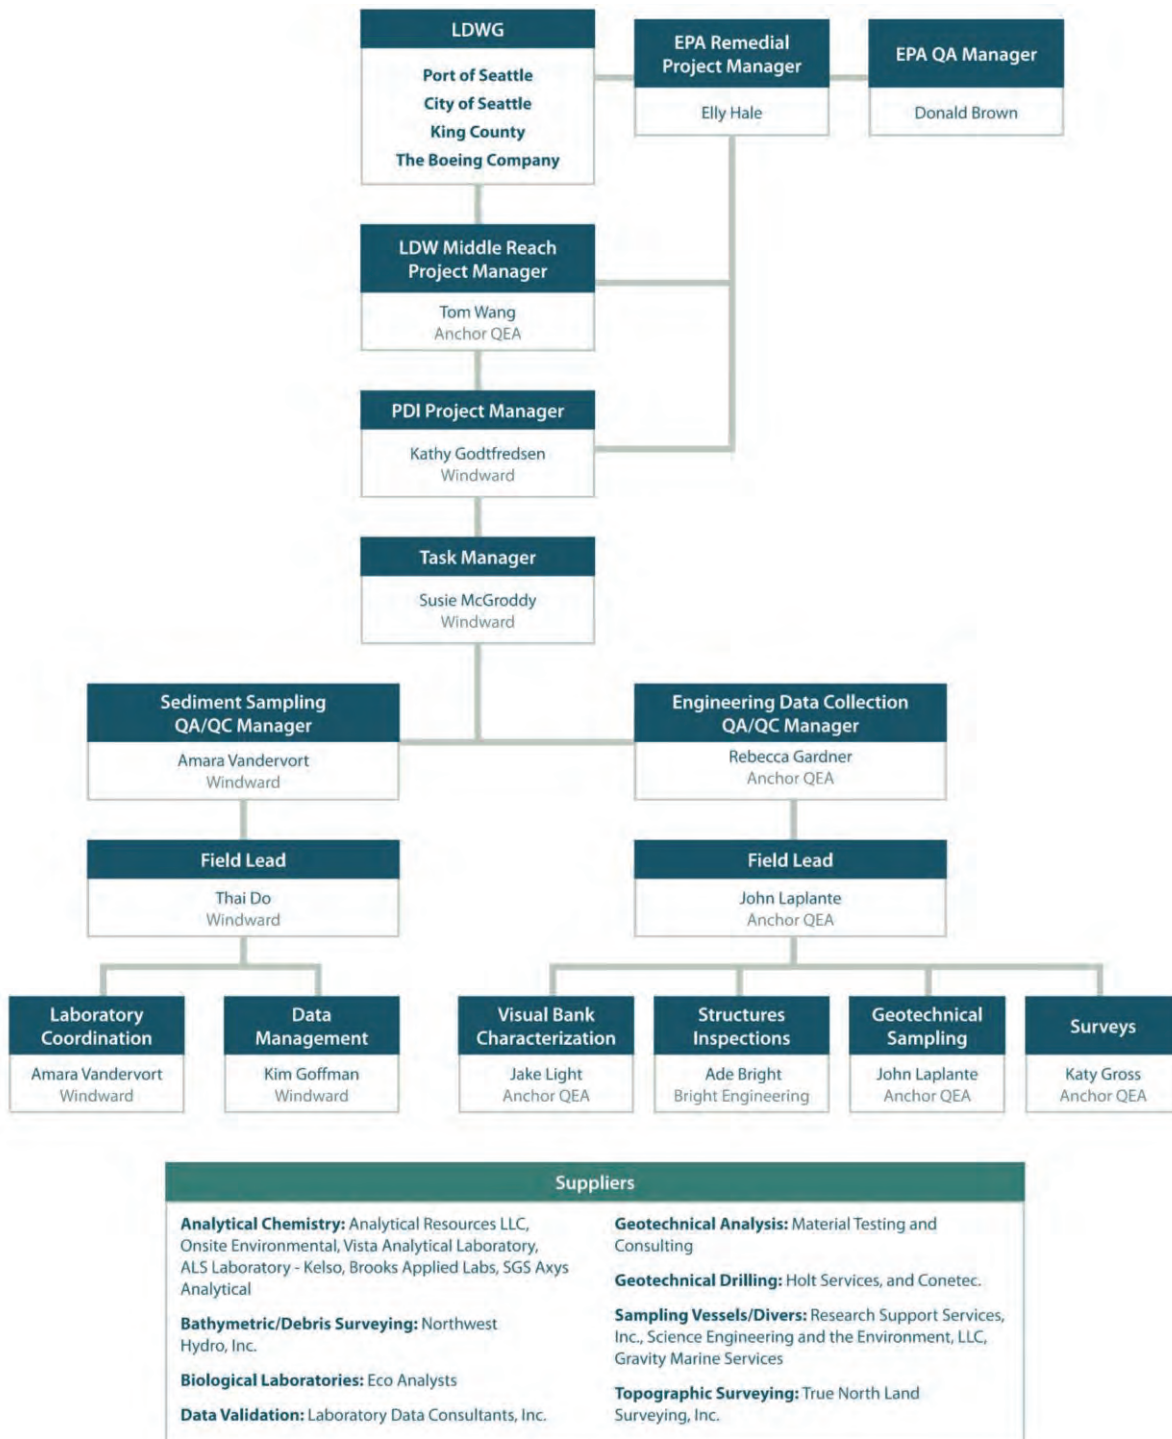 LDWG
Port of Seattle
City of Seattle
King County
The Boeing Company
EPA Remedial
Project Manager
Elly Hale
EPA QA Manager
Donald Brown
LDW Middle Reach
Project Manager
Tom Wang
Anchor QEA
PDI Project Manager
Kathy Godtfredsen
Windward
Task Manager
Susie McGroddy
Windward
Sediment Sampling
QA/QC Manager
Amara Vandervort
Windward
Engineering Data Collection
QA/QC Manager
Rebecca Gardner
Anchor QEA
Field Lead
Thai Do
Windward
Field Lead
John Laplante
Anchor QEA
Laboratory
Coordination
Amara Vandervort
Windward
Data
Management
Kim Goffman
Windward
Visual Bank
Characterization
Jake Light
Anchor QEA
Structures
Inspections
Ade Bright
Bright Engineering
Geotechnical
Sampling
John Laplante
Anchor QEA
Surveys
Katy Gross
Anchor QEA
Suppliers
Analytical Chemistry: Analytical Resources LLC,
Onsite Environmental, Vista Analytical Laboratory,
ALS Laboratory - Kelso, Brooks Applied Labs, SGS Axys
Analytical
Bathymetric/Debris Surveying: Northwest
Hydro, Inc.
Biological Laboratories: Eco Analysts
Data Validation: Laboratory Data Consultants, Inc.
Geotechnical Analysis: Material Testing and
Consulting
Geotechnical Drilling: Holt Services, and Conetec.
Sampling Vessels/Divers: Research Support Services,
Inc., Science Engineering and the Environment, LLC,
Gravity Marine Services
Topographic Surveying: True North Land
Surveying, Inc.